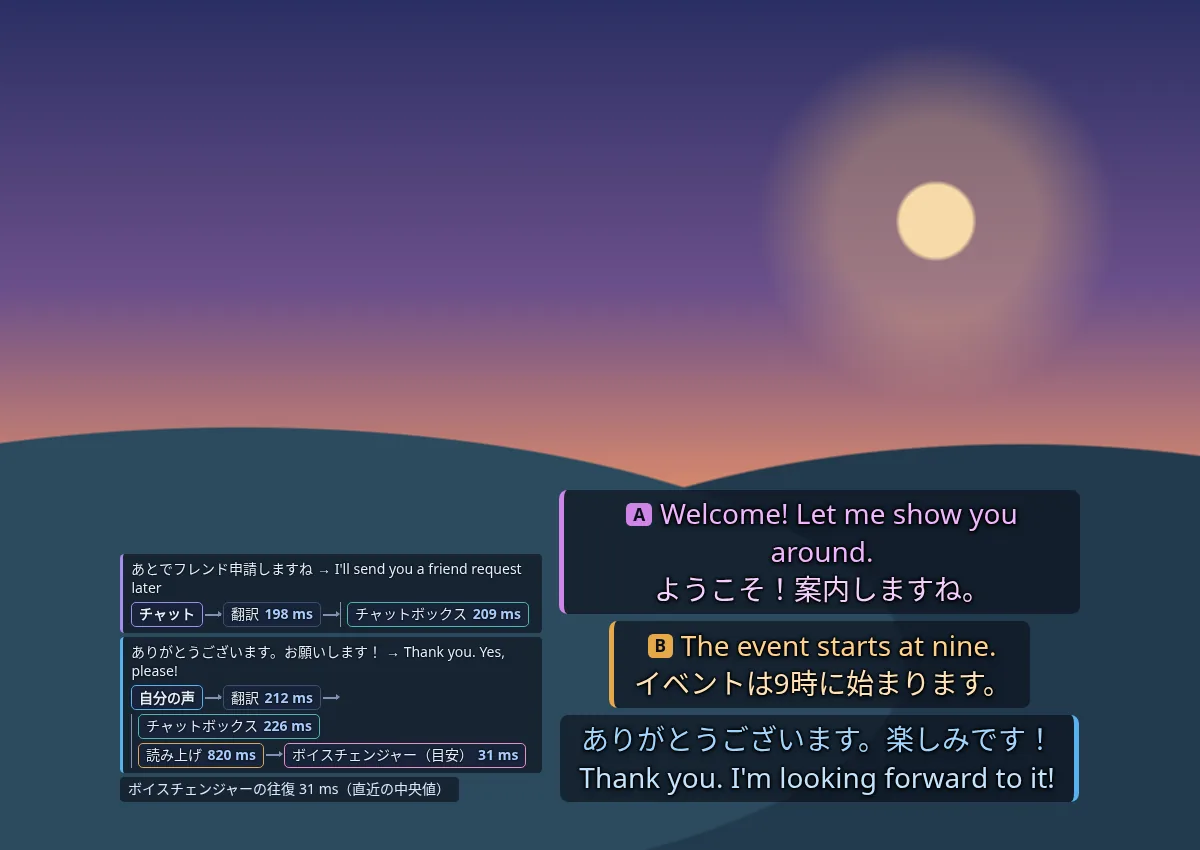 あとでフレンド申請しますね → I'll send you a friend request
later
チャット → 翻訳 198 ms → チャットボックス 209 ms
ありがとうございます。お願いします！ → Thank you. Yes,
please!
自分の声 → 翻訳 212 ms →
チャットボックス 226 ms
読み上げ 820 ms → ボイスチェンジャー（目安） 31 ms
ボイスチェンジャーの往復 31 ms（直近の中央値）
A Welcome! Let me show you
around.
ようこそ！案内しますね。
B The event starts at nine.
イベントは9時に始まります。
ありがとうございます。楽しみです！
Thank you. I'm looking forward to it!